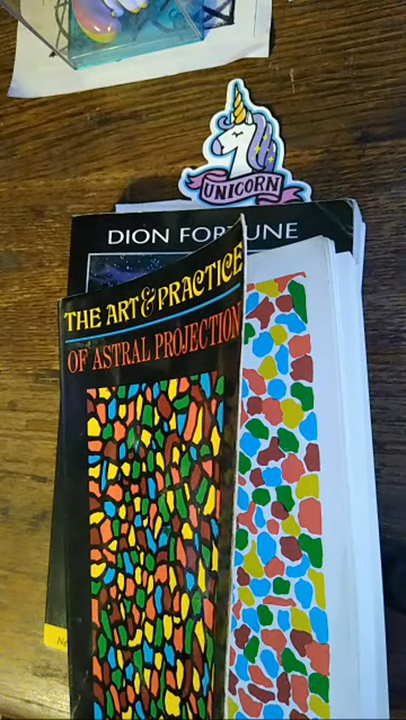 UNICORN
DION FORTUNE
THE ART & PRACTICE
OF ASTRAL PROJECTION